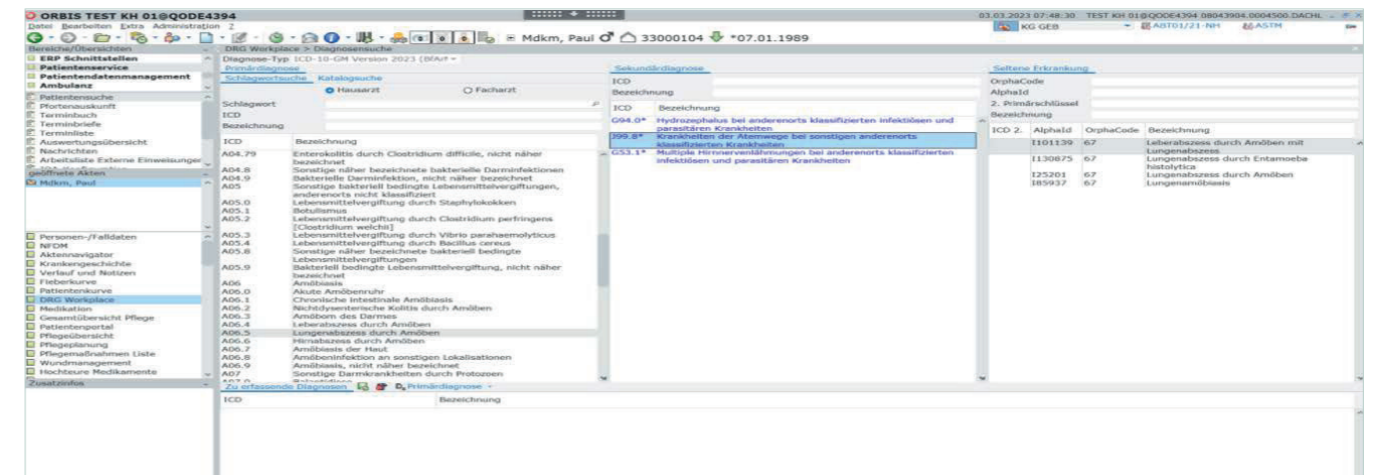 ORBIS TEST KH 01@QODE4394
03.03.2023 07:48:30 TEST KH 01@QODE4394 08043904.0004500.DACHL
Datei Bearbeiten Extra Administration ?
Mdkm, Paul 33000104 *07.01.1989
KG GEB ABT01/21-NH ASTM
Bereiche/Übersichten
ERP Schnittstellen
Patientenservice
Patientendatenmanagement
Ambulanz
Patientensuche
Pfortenauskunft
Terminbuch
Terminbriefe
Terminliste
Auswertungsübersicht
Nachrichten
Arbeitsliste Externe Einweisungen
geöffnete Akten
Mdkm, Paul
Personen-/Falldaten
NFDM
Aktennavigator
Krankengeschichte
Verlauf und Notizen
Fieberkurve
Patientenkurve
DRG Workplace
Medikation
Gesamtübersicht Pflege
Patientenportal
Pflegeübersicht
Pflegeplanung
Pflegemaßnahmen Liste
Wundmanagement
Hochteure Medikamente
Zusatzinfos
DRG Workplace > Diagnosensuche
Diagnose-Typ ICD-10-GM Version 2023 (BfArM
Primärdiagnose
Schlagwortsuche Katalogsuche
Hausarzt Facharzt
Schlagwort
ICD
Bezeichnung
ICD Bezeichnung
A04.79 Enterokolitis durch Clostridium difficile, nicht näher
bezeichnet
A04.8 Sonstige näher bezeichnete bakterielle Darminfektionen
A04.9 Bakterielle Darminfektion, nicht näher bezeichnet
A05 Sonstige bakteriell bedingte Lebensmittelvergiftungen,
anderenorts nicht klassifiziert
A05.0 Lebensmittelvergiftung durch Staphylokokken
A05.1 Botulismus
A05.2 Lebensmittelvergiftung durch Clostridium perfringens
[Clostridium welchii]
A05.3 Lebensmittelvergiftung durch Vibrio parahaemolyticus
A05.4 Lebensmittelvergiftung durch Bacillus cereus
A05.8 Sonstige näher bezeichnete bakteriell bedingte
Lebensmittelvergiftungen
A05.9 Bakteriell bedingte Lebensmittelvergiftung, nicht näher
bezeichnet
A06 Amöbiasis
A06.0 Akute Amöbenruhr
A06.1 Chronische intestinale Amöbiasis
A06.2 Nichtdysenterische Kolitis durch Amöben
A06.3 Amöbom des Darmes
A06.4 Leberabszess durch Amöben
A06.5 Lungenabszess durch Amöben
A06.6 Hirnabszess durch Amöben
A06.7 Amöbiasis der Haut
A06.8 Amöbeninfektion an sonstigen Lokalisationen
A06.9 Amöbiasis, nicht näher bezeichnet
A07 Sonstige Darmkrankheiten durch Protozoen
A07.0 Balantidiose
Sekundärdiagnose
ICD
Bezeichnung
ICD Bezeichnung
G94.0* Hydrozephalus bei anderenorts klassifizierten infektiösen und
parasitären Krankheiten
J99.8* Krankheiten der Atemwege bei sonstigen anderenorts
klassifizierten Krankheiten
G53.1* Multiple Hirnnervenlähmungen bei anderenorts klassifizierten
infektiösen und parasitären Krankheiten
Seltene Erkrankung
OrphaCode
AlphaId
2. Primärschlüssel
Bezeichnung
ICD 2. AlphaId OrphaCode Bezeichnung
I101139 67 Leberabszess durch Amöben mit
Lungenabszess
I130875 67 Lungenabszess durch Entamoeba
histolytica
I25201 67 Lungenabszess durch Amöben
I85937 67 Lungenamöbiasis
Zu erfassende Diagnosen Primärdiagnose
ICD Bezeichnung